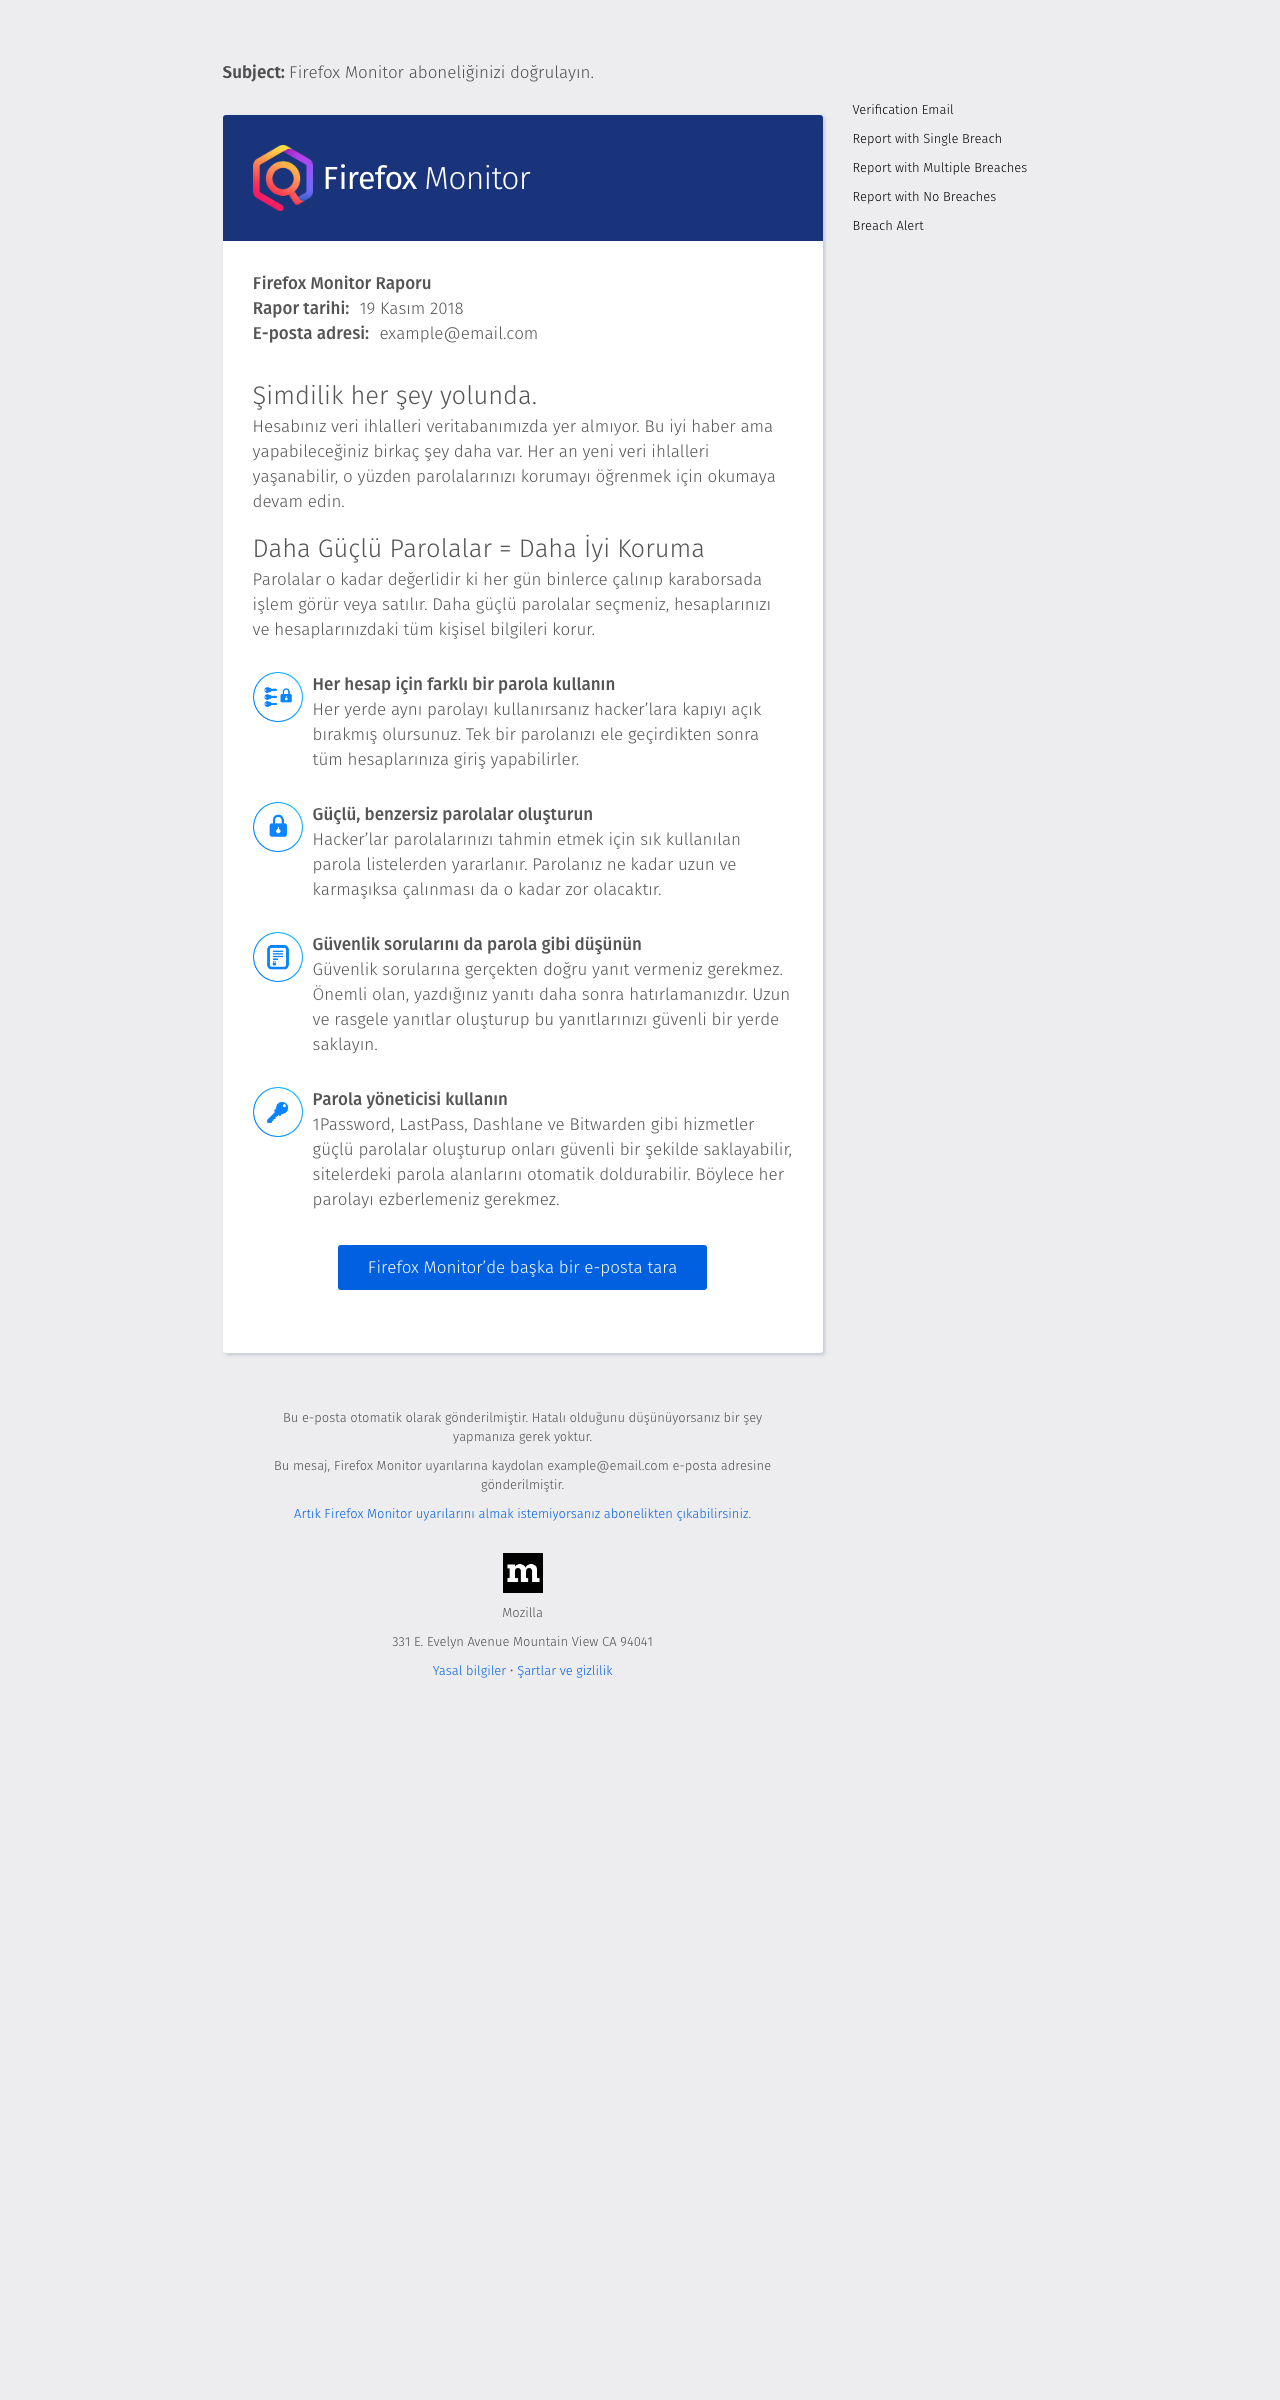 Subject: Firefox Monitor aboneliğinizi doğrulayın.
Verification Email
Report with Single Breach
Report with Multiple Breaches
Report with No Breaches
Breach Alert
Firefox Monitor
Firefox Monitor Raporu
Rapor tarihi: 19 Kasım 2018
E-posta adresi: example@email.com
Şimdilik her şey yolunda.
Hesabınız veri ihlalleri veritabanımızda yer almıyor. Bu iyi haber ama
yapabileceğiniz birkaç şey daha var. Her an yeni veri ihlalleri
yaşanabilir, o yüzden parolalarınızı korumayı öğrenmek için okumaya
devam edin.
Daha Güçlü Parolalar = Daha İyi Koruma
Parolalar o kadar değerlidir ki her gün binlerce çalınıp karaborsada
işlem görür veya satılır. Daha güçlü parolalar seçmeniz, hesaplarınızı
ve hesaplarınızdaki tüm kişisel bilgileri korur.
Her hesap için farklı bir parola kullanın
Her yerde aynı parolayı kullanırsanız hacker’lara kapıyı açık
bırakmış olursunuz. Tek bir parolanızı ele geçirdikten sonra
tüm hesaplarınıza giriş yapabilirler.
Güçlü, benzersiz parolalar oluşturun
Hacker’lar parolalarınızı tahmin etmek için sık kullanılan
parola listelerden yararlanır. Parolanız ne kadar uzun ve
karmaşıksa çalınması da o kadar zor olacaktır.
Güvenlik sorularını da parola gibi düşünün
Güvenlik sorularına gerçekten doğru yanıt vermeniz gerekmez.
Önemli olan, yazdığınız yanıtı daha sonra hatırlamanızdır. Uzun
ve rasgele yanıtlar oluşturup bu yanıtlarınızı güvenli bir yerde
saklayın.
Parola yöneticisi kullanın
1Password, LastPass, Dashlane ve Bitwarden gibi hizmetler
güçlü parolalar oluşturup onları güvenli bir şekilde saklayabilir,
sitelerdeki parola alanlarını otomatik doldurabilir. Böylece her
parolayı ezberlemeniz gerekmez.
Firefox Monitor’de başka bir e-posta tara
Bu e-posta otomatik olarak gönderilmiştir. Hatalı olduğunu düşünüyorsanız bir şey
yapmanıza gerek yoktur.
Bu mesaj, Firefox Monitor uyarılarına kaydolan example@email.com e-posta adresine
gönderilmiştir.
Artık Firefox Monitor uyarılarını almak istemiyorsanız abonelikten çıkabilirsiniz.
m
Mozilla
331 E. Evelyn Avenue Mountain View CA 94041
Yasal bilgiler • Şartlar ve gizlilik